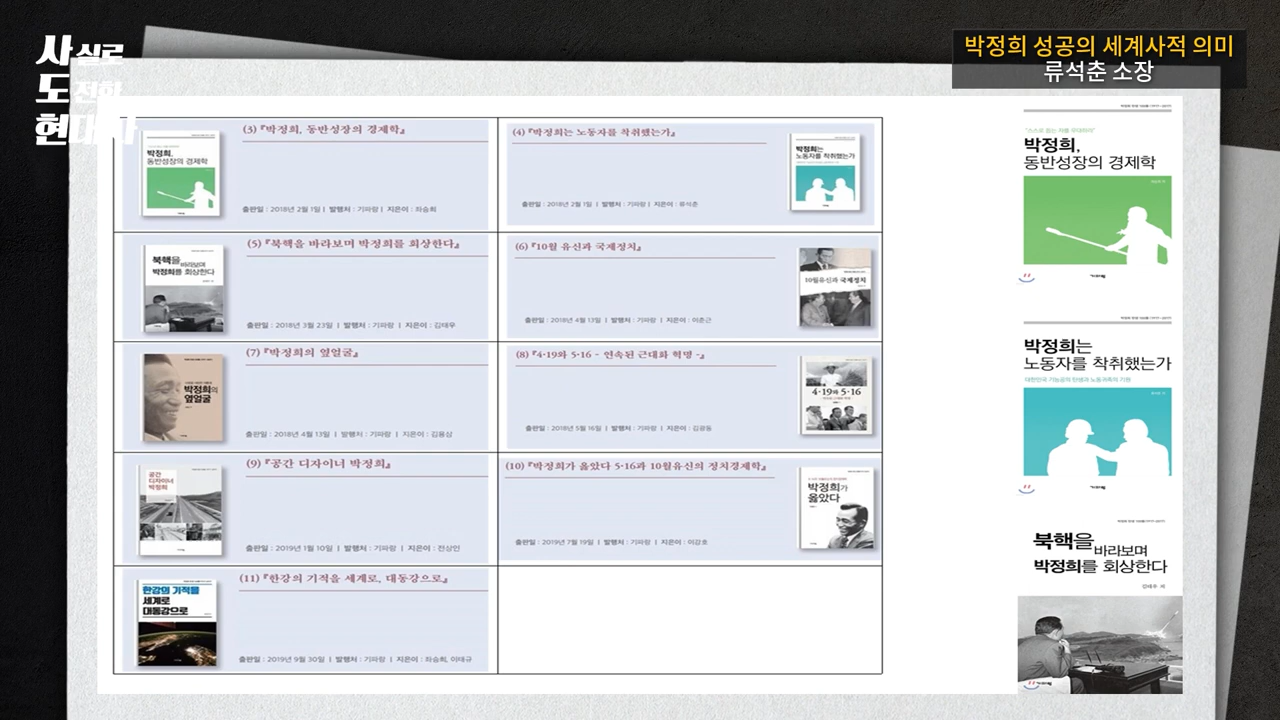 사실로
도전한
현대사
박정희 성공의 세계사적 의미
류석춘 소장
(3) 『박정희, 동반성장의 경제학』
박정희,
동반성장의 경제학
출판일 : 2018년 2월 1일 | 발행처 : 기파랑 | 지은이 : 좌승희
(4) 『박정희는 노동자를 착취했는가』
박정희는
노동자를 착취했는가
출판일 : 2018년 2월 1일 | 발행처 : 기파랑 | 지은이 : 류석춘
(5) 『북핵을 바라보며 박정희를 회상한다』
북핵을 바라보며
박정희를 회상한다
출판일 : 2018년 3월 23일 | 발행처 : 기파랑 | 지은이 : 김태우
(6) 『10월 유신과 국제정치』
10월유신과 국제정치
출판일 : 2018년 4월 13일 | 발행처 : 기파랑 | 지은이 : 이춘근
(7) 『박정희의 옆얼굴』
박정희의
옆얼굴
출판일 : 2018년 4월 13일 | 발행처 : 기파랑 | 지은이 : 김용삼
(8) 『4·19와 5·16 - 연속된 근대화 혁명 -』
4·19와 5·16
출판일 : 2018년 5월 16일 | 발행처 : 기파랑 | 지은이 : 김광동
(9) 『공간 디자이너 박정희』
공간
디자이너
박정희
출판일 : 2019년 1월 10일 | 발행처 : 기파랑 | 지은이 : 전상인
(10) 『박정희가 옳았다 5·16과 10월유신의 정치경제학』
박정희가
옳았다
출판일 : 2019년 7월 19일 | 발행처 : 기파랑 | 지은이 : 이강호
(11) 『한강의 기적을 세계로, 대동강으로』
한강의 기적을
세계로
대동강으로
출판일 : 2019년 9월 30일 | 발행처 : 기파랑 | 지은이 : 좌승희, 이태규
"스스로 돕는 자를 우대하라"
박정희,
동반성장의 경제학
기파랑
박정희는
노동자를 착취했는가
대한민국 기능공의 탄생과 노동귀족의 기원
기파랑
북핵을 바라보며
박정희를 회상한다
김태우 저
기파랑